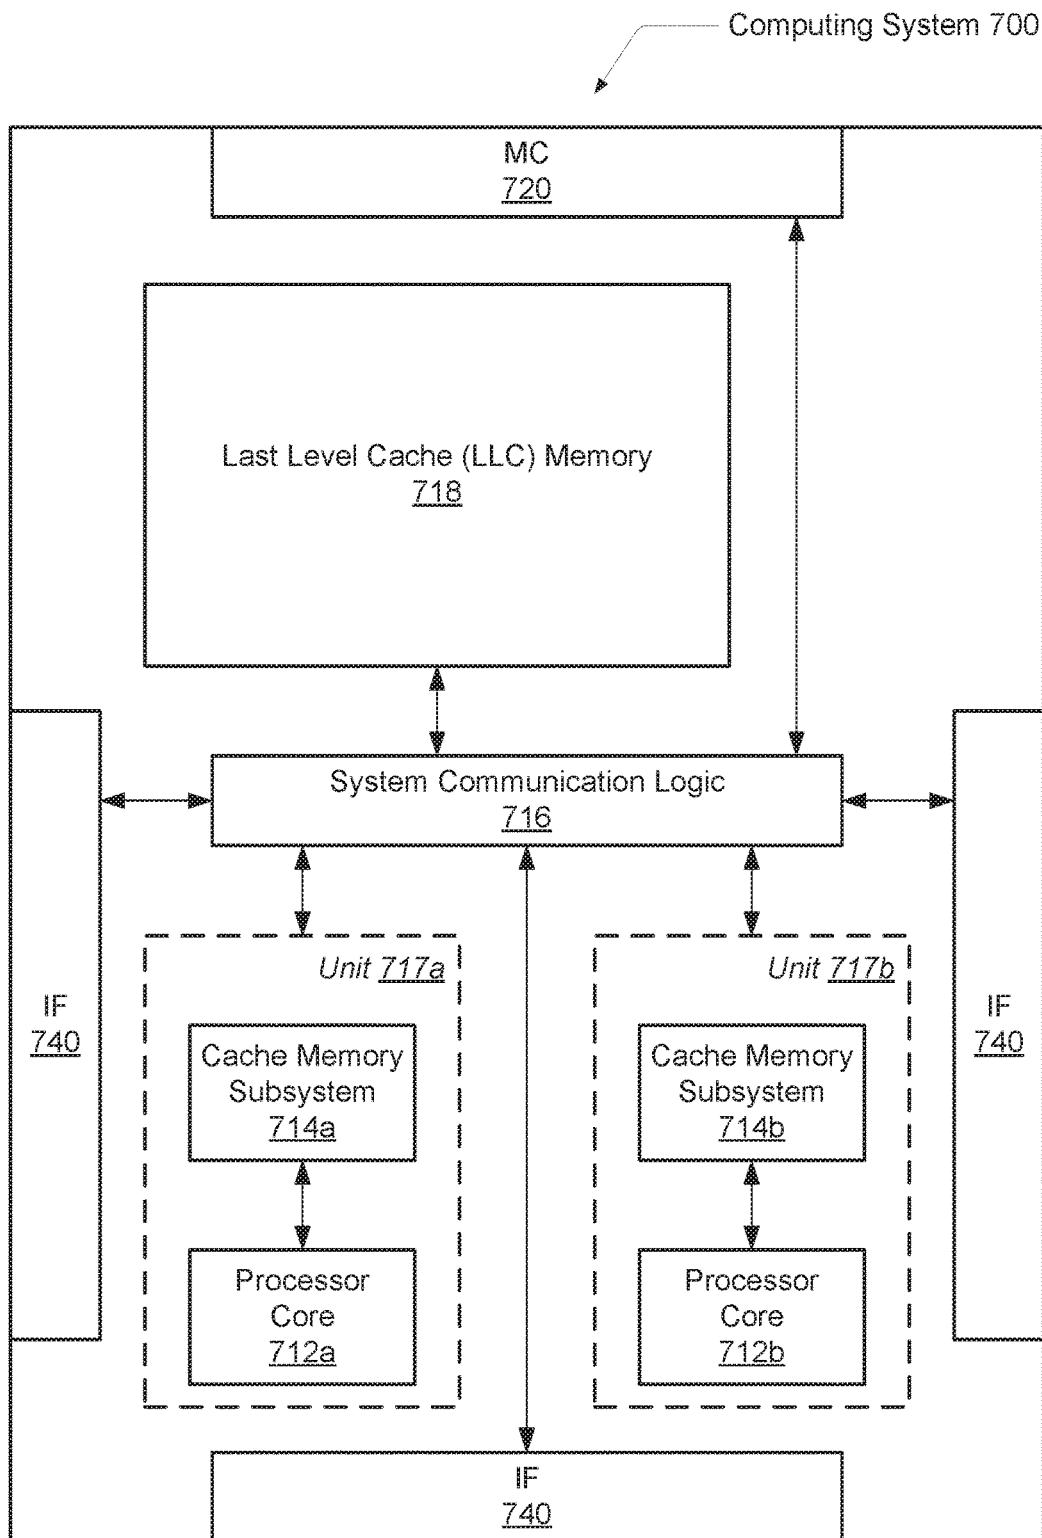 Computing System 700
MC
720
Last Level Cache (LLC) Memory
718
System Communication Logic
716
Unit 717a
Unit 717b
IF
740
IF
740
Cache Memory
Subsystem
714a
Cache Memory
Subsystem
714b
Processor
Core
712a
Processor
Core
712b
IF
740